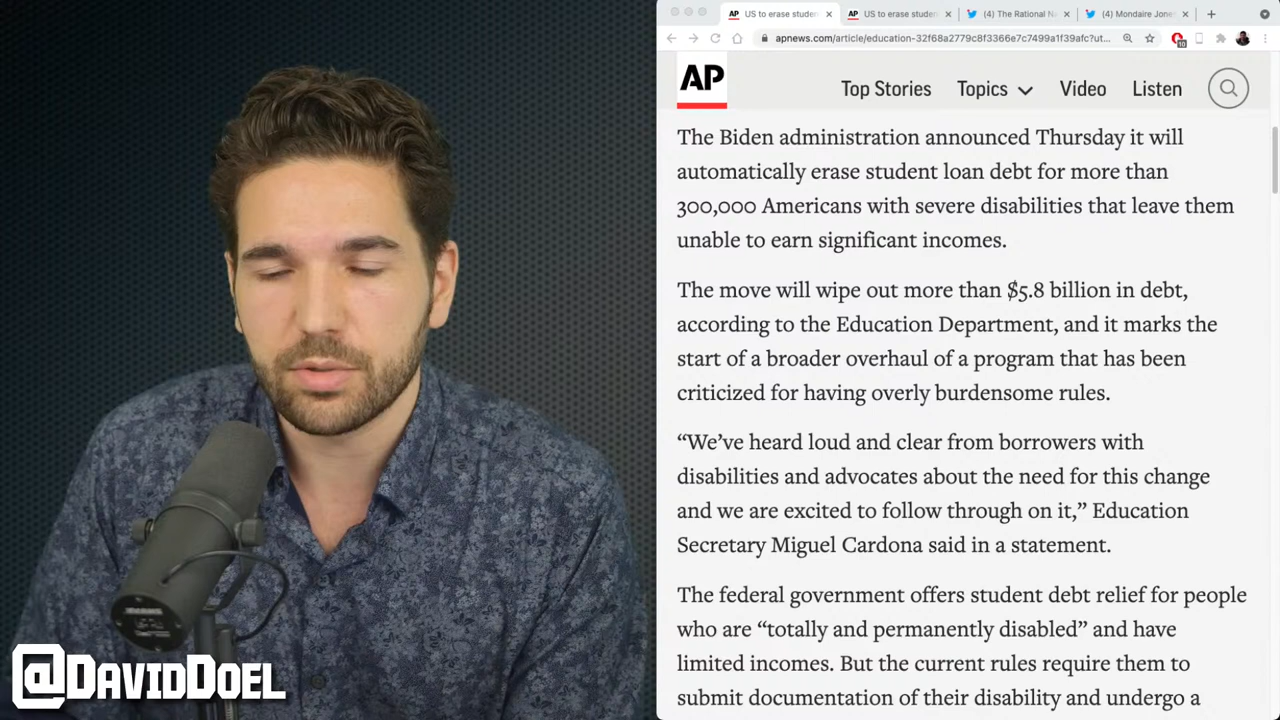 US to erase studen
US to erase studen
(4) The Rational Na
(4) Mondaire Jone
apnews.com/article/education-32f68a2779c8f3366e7c7499a1f39afc?ut...
10
AP
Top Stories
Topics
Video
Listen
The Biden administration announced Thursday it will
automatically erase student loan debt for more than
300,000 Americans with severe disabilities that leave them
unable to earn significant incomes.
The move will wipe out more than $5.8 billion in debt,
according to the Education Department, and it marks the
start of a broader overhaul of a program that has been
criticized for having overly burdensome rules.
“We’ve heard loud and clear from borrowers with
disabilities and advocates about the need for this change
and we are excited to follow through on it,” Education
Secretary Miguel Cardona said in a statement.
The federal government offers student debt relief for people
who are “totally and permanently disabled” and have
limited incomes. But the current rules require them to
submit documentation of their disability and undergo a
@DAVIDDOEL